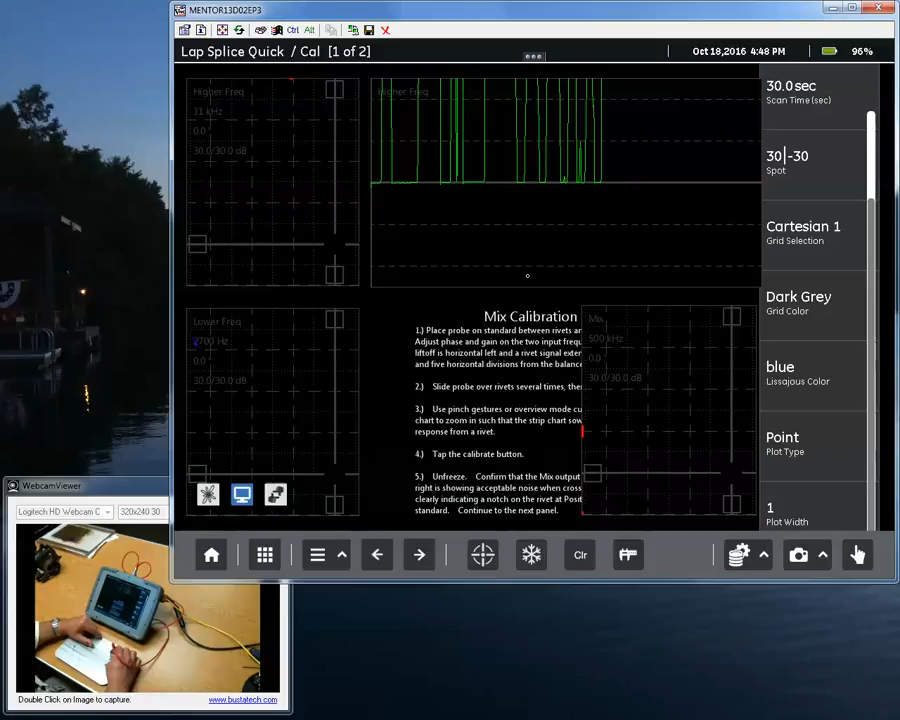 MENTOR13D02EP3
Ctrl Alt
Lap Splice Quick / Cal [1 of 2]
Oct 18,2016 4:48 PM
96%
Higher Freq
11 kHz
0.0°
30.0/30.0 dB
Higher Freq
30.0sec
Scan Time (sec)
30|-30
Spot
Cartesian 1
Grid Selection
Dark Grey
Grid Color
blue
Lissajous Color
Point
Plot Type
1
Plot Width
Lower Freq
2700 Hz
0.0°
30.0/30.0 dB
Mix Calibration
1.) Place probe on standard between rivets an
Adjust phase and gain on the two input frequ
liftoff is horizontal left and a rivet signal exten
and five horizontal divisions from the balance
2.) Slide probe over rivets several times, the
3.) Use pinch gestures or overview mode cu
chart to zoom in such that the strip chart sow
response from a rivet.
4.) Tap the calibrate button.
5.) Unfreeze. Confirm that the Mix output
right is showing acceptable noise when cross
clearly indicating a notch on the rivet at Posit
standard. Continue to the next panel.
Mix
500 kHz
0.0
30.0/30.0 dB
Clr
WebcamViewer
Logitech HD Webcam C
320x240 30
Double Click on Image to capture.
www.bustatech.com